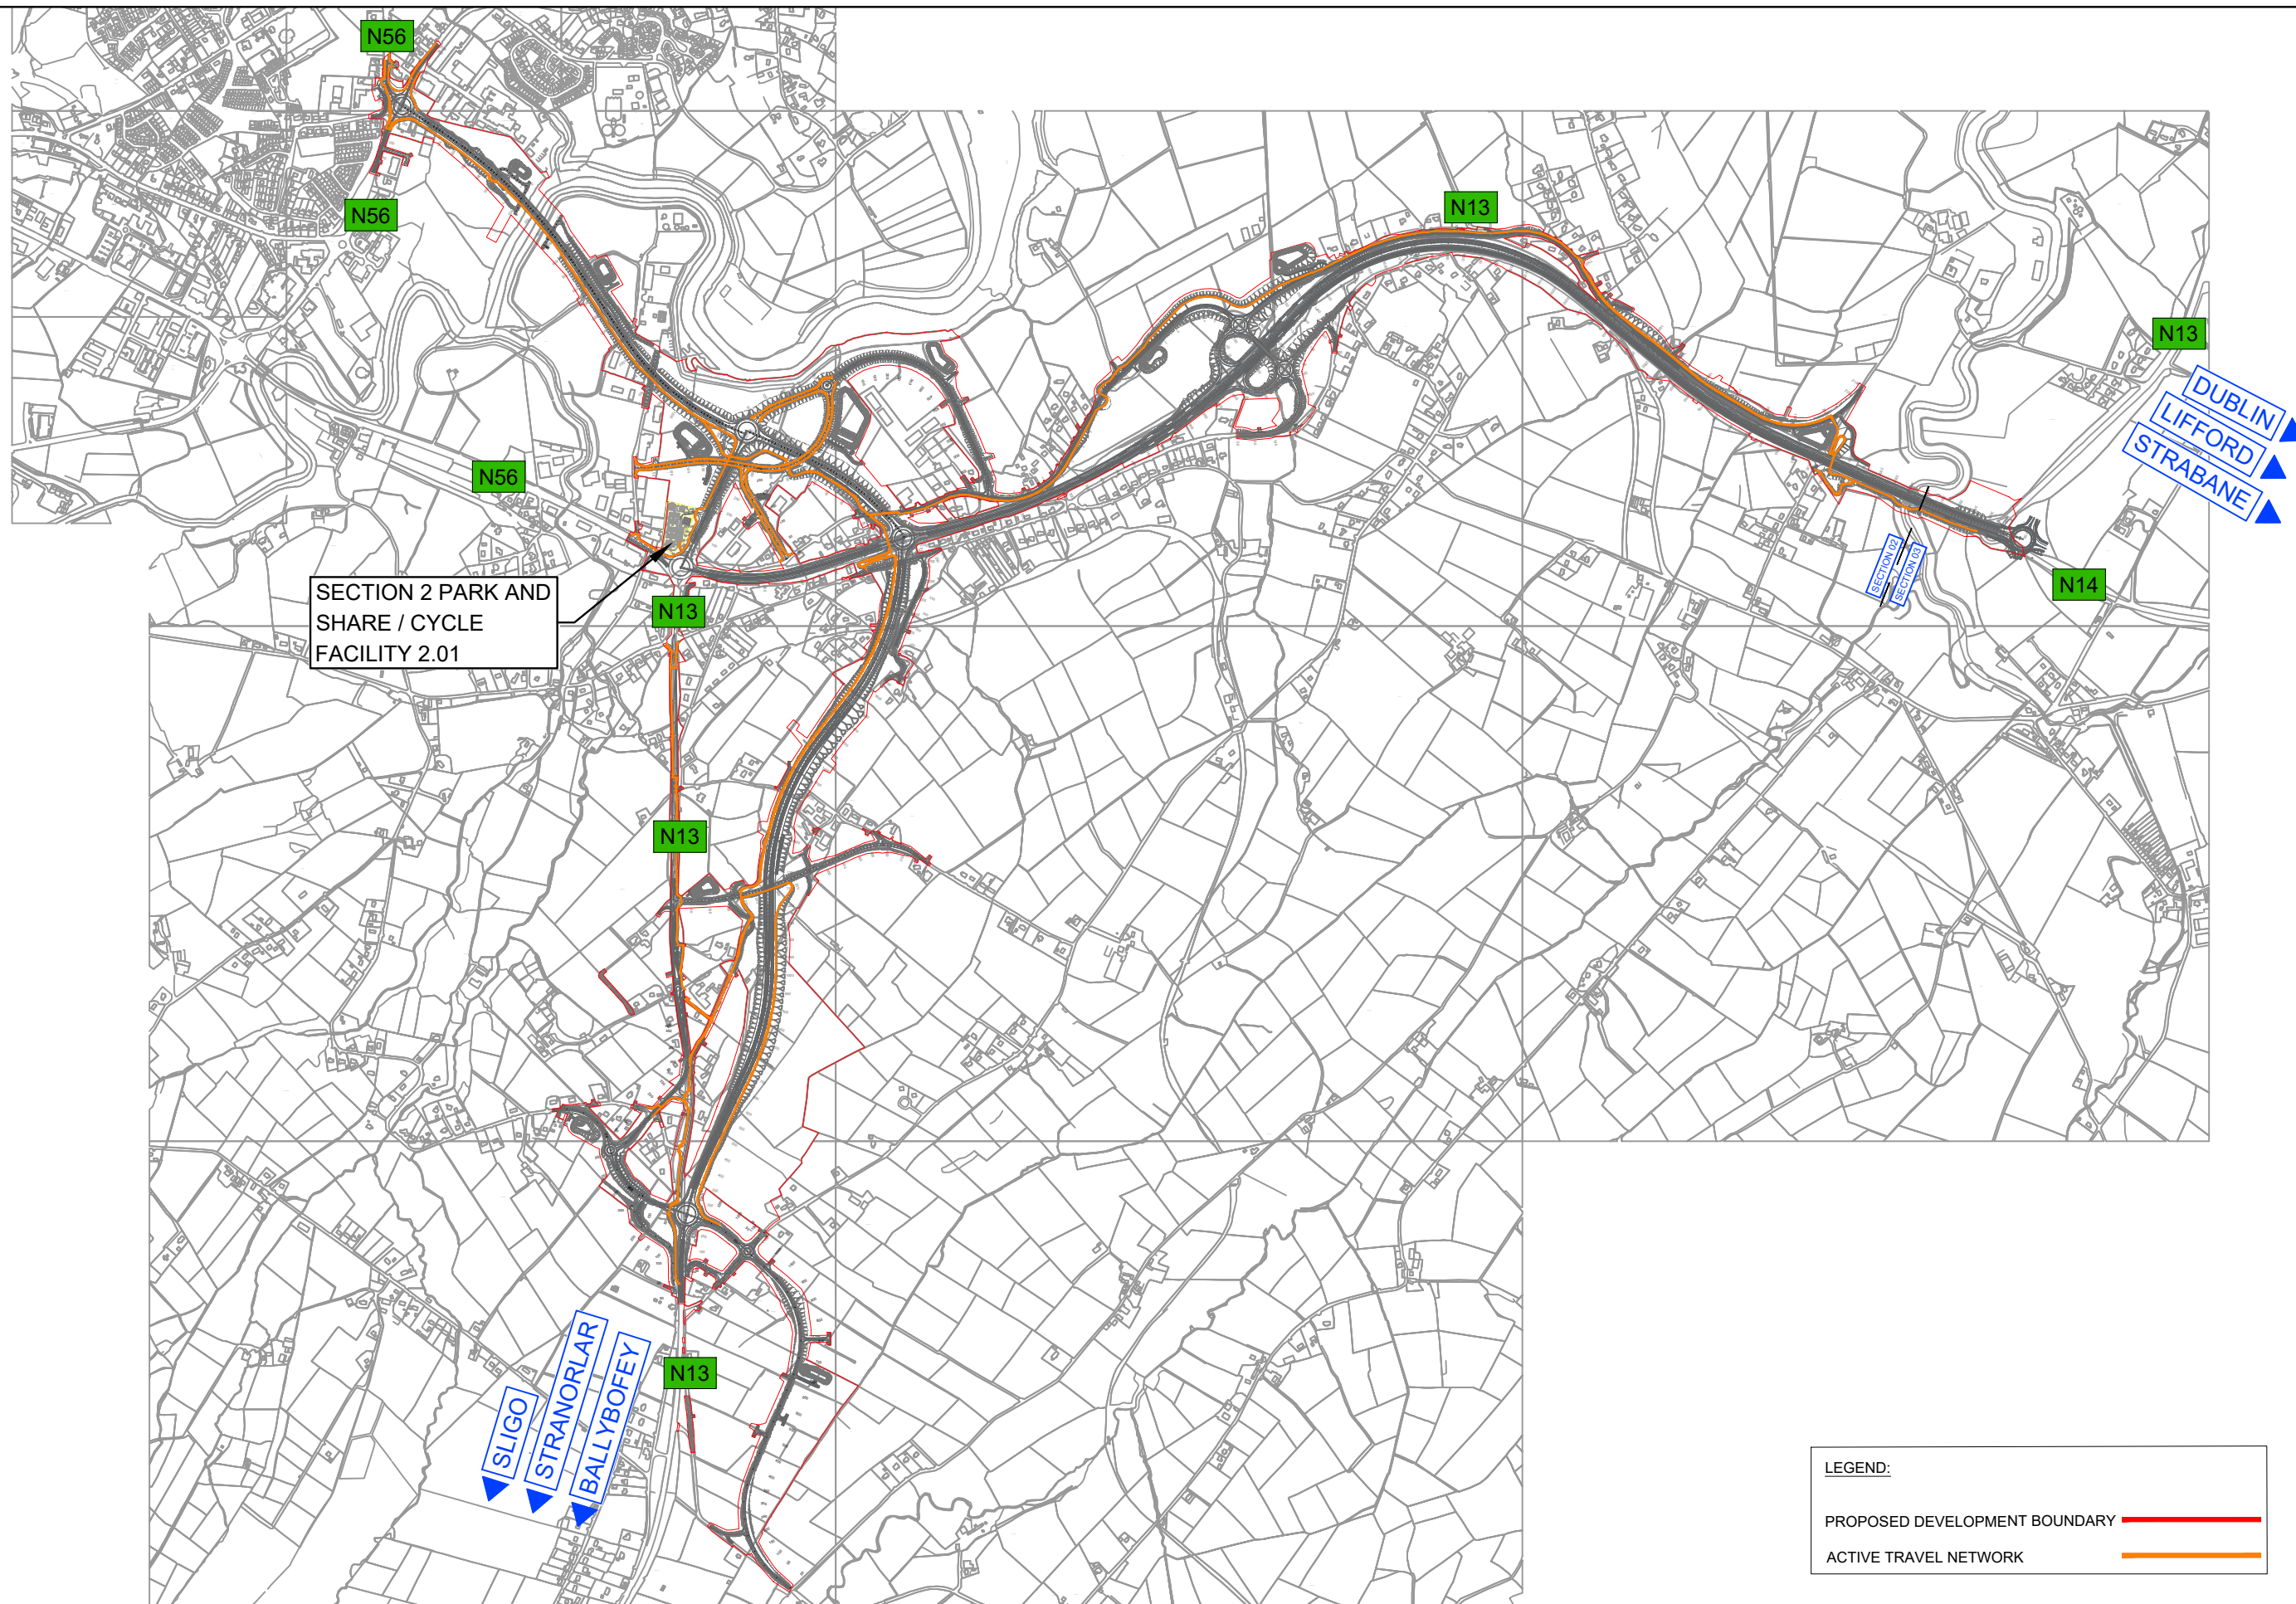 N56
N56
N13
N13
DUBLIN
LIFFORD
STRABANE
N56
SECTION 02
SECTION 03
N14
SECTION 2 PARK AND
SHARE / CYCLE
FACILITY 2.01
N13
N13
SLIGO
STRANORLAR
BALLYBOFEY
N13
LEGEND:
PROPOSED DEVELOPMENT BOUNDARY
ACTIVE TRAVEL NETWORK